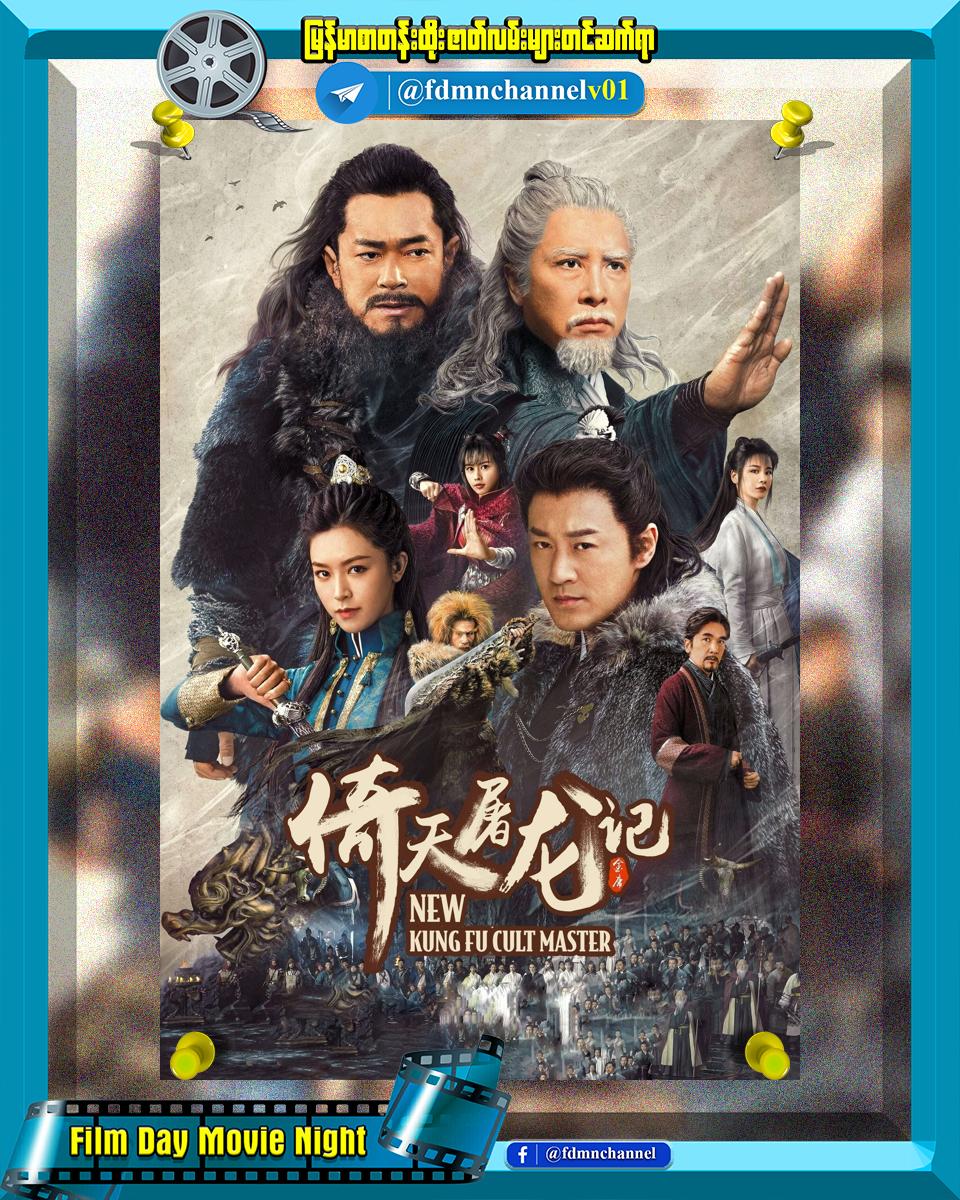 မြန်မာစာတန်းထိုးဇာတ်လမ်းများတင်ဆက်ရာ
@fdmnchannelv01
倚天屠龙记
金庸
NEW
KUNG FU CULT MASTER
Film Day Movie Night
f @fdmnchannel